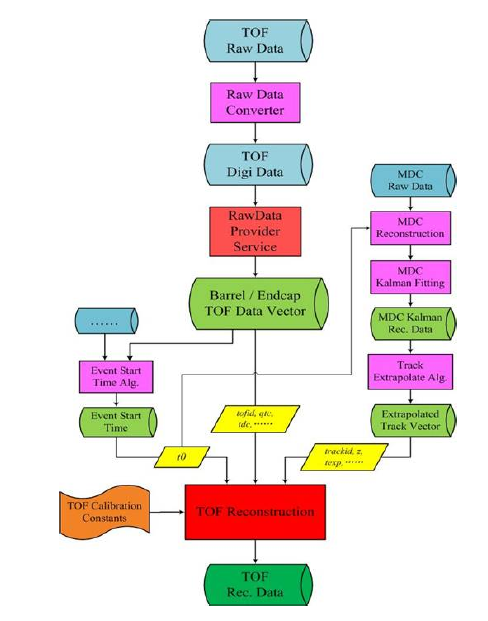 TOF
Raw Data
Raw Data
Converter
TOF
Digi Data
RawData
Provider
Service
Barrel / Endcap
TOF Data Vector
MDC
Raw Data
MDC
Reconstruction
MDC
Kalman Fitting
MDC Kalman
Rec. Data
Track
Extrapolate Alg.
Extrapolated
Track Vector
......
Event Start
Time Alg.
Event Start
Time
t0
tofid, qtc,
tdc, ......
trackid, z,
texp, ......
TOF Calibration
Constants
TOF Reconstruction
TOF
Rec. Data